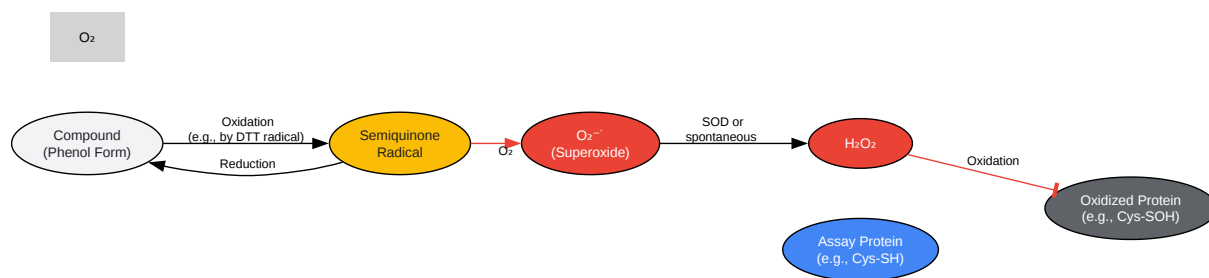 O₂
Compound
(Phenol Form)
Oxidation
(e.g., by DTT radical)
Reduction
Semiquinone
Radical
O₂
O₂⁻˙
(Superoxide)
SOD or
spontaneous
H₂O₂
Oxidation
Oxidized Protein
(e.g., Cys-SOH)
Assay Protein
(e.g., Cys-SH)